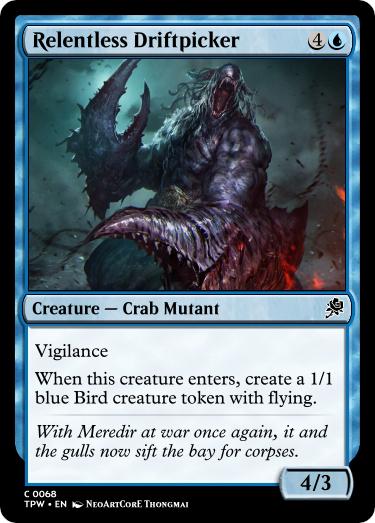 Relentless Driftpicker 4
Creature — Crab Mutant
Vigilance
When this creature enters, create a 1/1
blue Bird creature token with flying.
With Meredir at war once again, it and
the gulls now sift the bay for corpses.
4/3
C 0068
TPW • EN NeoArtCorE Thongmai